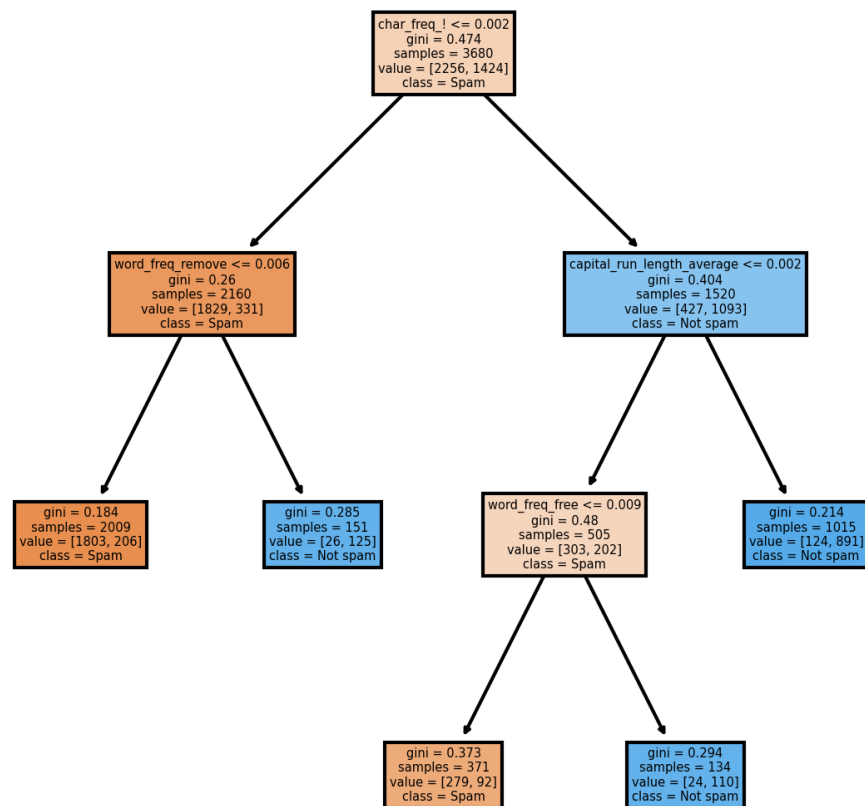 char_freq_! <= 0.002
gini = 0.474
samples = 3680
value = [2256, 1424]
class = Spam
word_freq_remove <= 0.006
gini = 0.26
samples = 2160
value = [1829, 331]
class = Spam
capital_run_length_average <= 0.002
gini = 0.404
samples = 1520
value = [427, 1093]
class = Not spam
gini = 0.184
samples = 2009
value = [1803, 206]
class = Spam
gini = 0.285
samples = 151
value = [26, 125]
class = Not spam
word_freq_free <= 0.009
gini = 0.48
samples = 505
value = [303, 202]
class = Spam
gini = 0.214
samples = 1015
value = [124, 891]
class = Not spam
gini = 0.373
samples = 371
value = [279, 92]
class = Spam
gini = 0.294
samples = 134
value = [24, 110]
class = Not spam